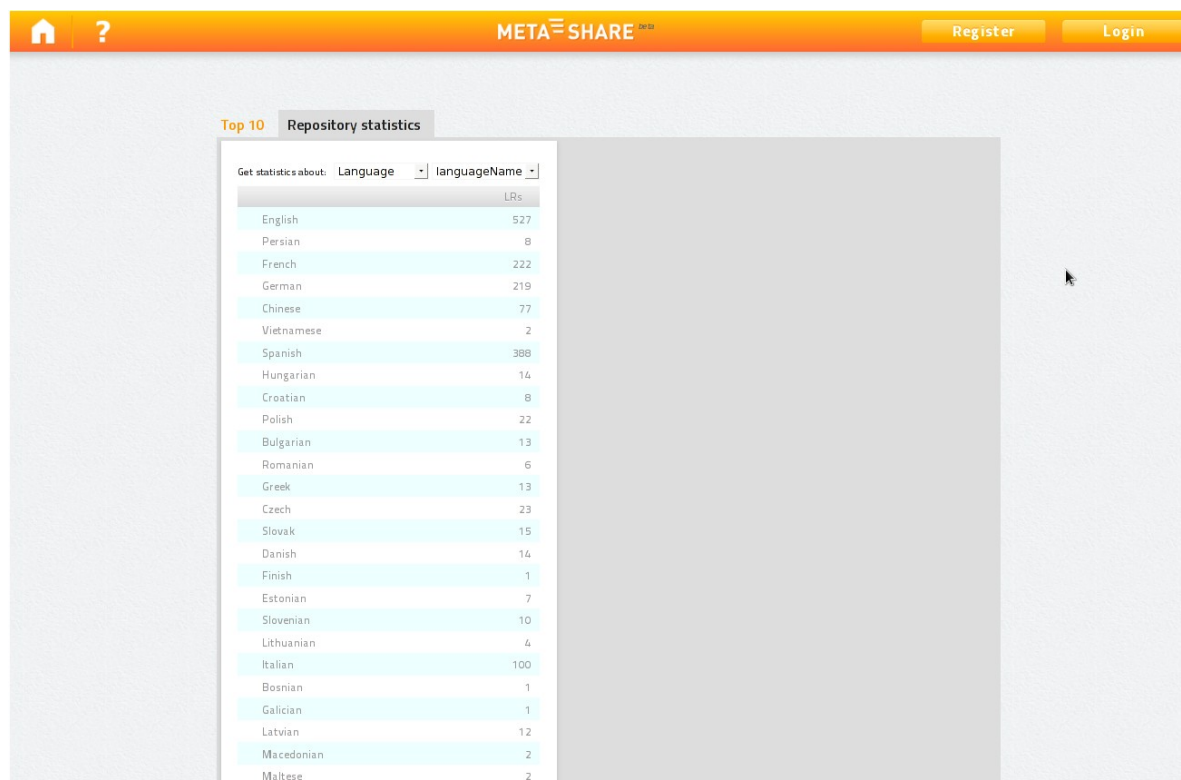 ? META SHARE beta Register Login
Top 10 Repository statistics
Get statistics about: Language languageName
LRs
English 527
Persian 8
French 222
German 219
Chinese 77
Vietnamese 2
Spanish 388
Hungarian 14
Croatian 8
Polish 22
Bulgarian 13
Romanian 6
Greek 13
Czech 23
Slovak 15
Danish 14
Finish 1
Estonian 7
Slovenian 10
Lithuanian 4
Italian 100
Bosnian 1
Galician 1
Latvian 12
Macedonian 2
Maltese 2